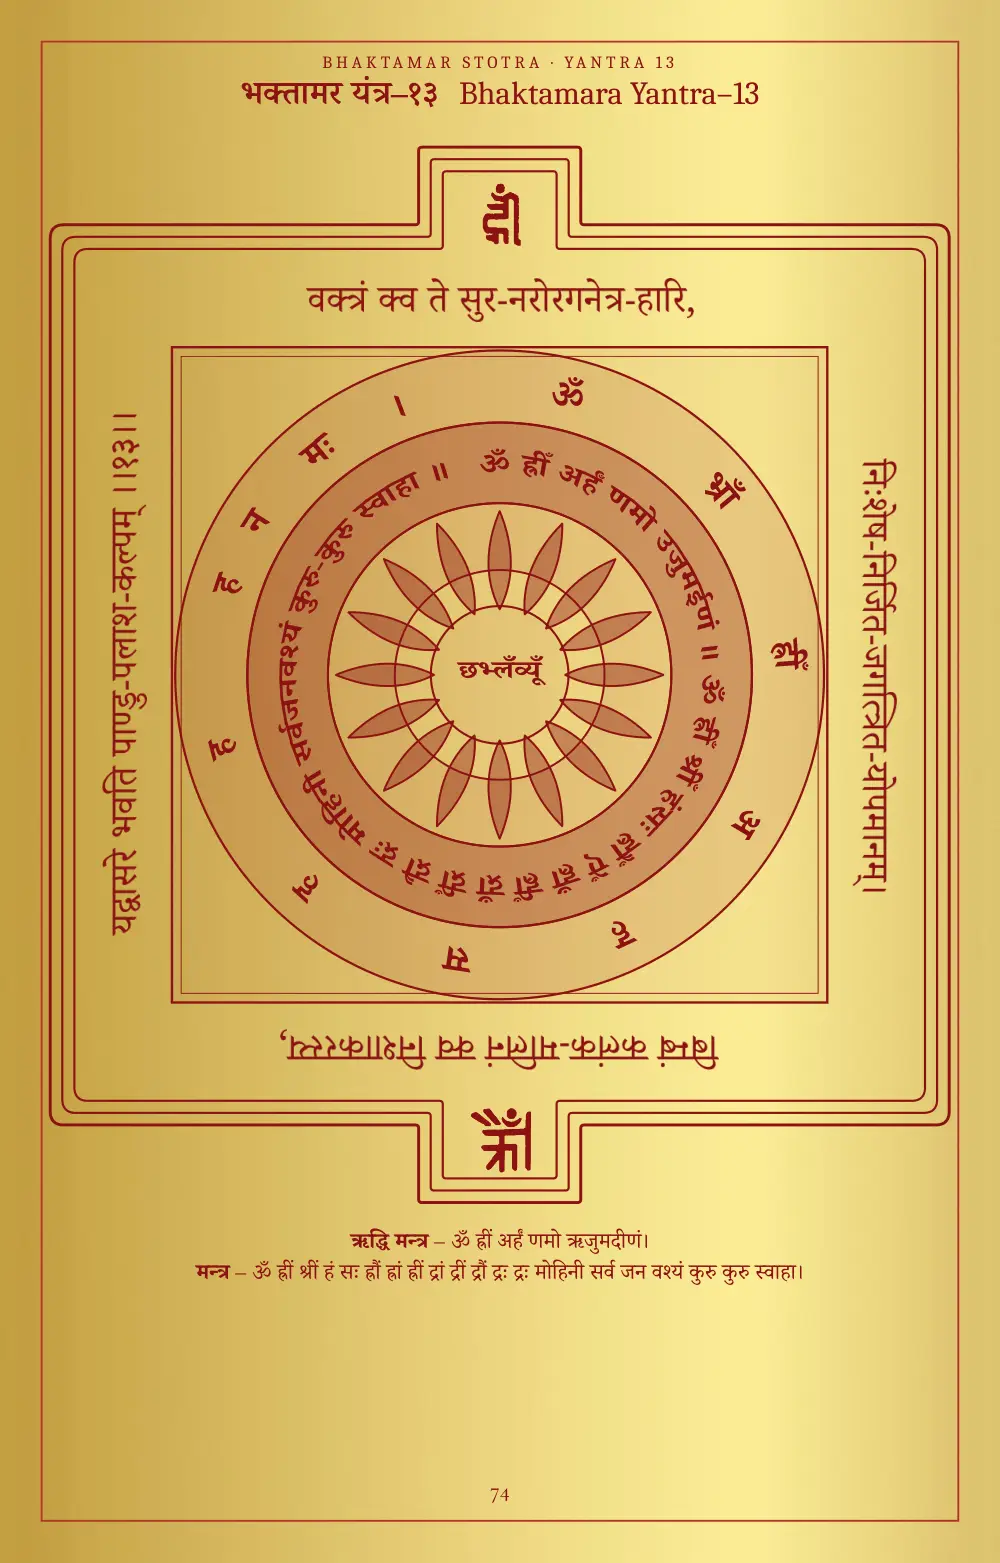 BHAKTAMAR STOTRA · YANTRA 13
भक्तामर यंत्र–१३ Bhaktamara Yantra–13
वक्त्रं क्व ते सुर-नरोरगनेत्र-हारि,
निःशेष-निर्जित-जगत्त्रित-योपमानम्।
बिम्बं कलंक-मलिनं क्व निशाकरस्य,
यद्वासरे भवति पाण्डु-पलाश-कल्पम् ।।१३।।
ॐ भ्राँ ह्रीँ अ
स
न मः ।
ॐ ह्रीँ अर्हं णमो उजुमईणं ॥ ॐ ह्रीँ श्रीँ हंसः ह्रौँ ऐँ ह्राँ ह्रीँ द्राँ द्रीँ द्रौ द्रः मोहिनी सर्वजनवश्यं कुरु-कुरु स्वाहा ॥
ऋद्धि मन्त्र – ॐ ह्रीं अर्हं णमो ऋजुमदीणं।
मन्त्र – ॐ ह्रीं श्रीं हं सः ह्रौं ह्रां ह्रीं द्रां द्रीं द्रौं द्रः द्रः मोहिनी सर्व जन वश्यं कुरु कुरु स्वाहा।
74